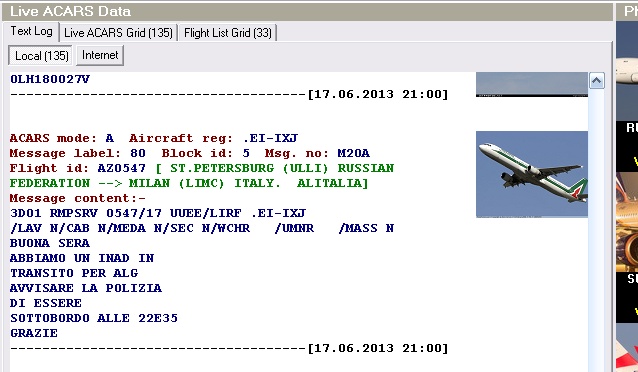 Live ACARS Data
Text Log Live ACARS Grid (135) Flight List Grid (33)
Local (135) Internet
0LH180027V
------------------------------------[17.06.2013 21:00]
ACARS mode: A Aircraft reg: .EI-IXJ
Message label: 80 Block id: 5 Msg. no: M20A
Flight id: AZ0547 [ ST.PETERSBURG (ULLI) RUSSIAN
FEDERATION --> MILAN (LIMC) ITALY. ALITALIA]
Message content:-
3D01 RMPSRV 0547/17 UUEE/LIRF .EI-IXJ
/LAV N/CAB N/MEDA N/SEC N/WCHR /UMNR /MASS N
BUONA SERA
ABBIAMO UN INAD IN
TRANSITO PER ALG
AVVISARE LA POLIZIA
DI ESSERE
SOTTOBORDO ALLE 22E35
GRAZIE
------------------------------------[17.06.2013 21:00]